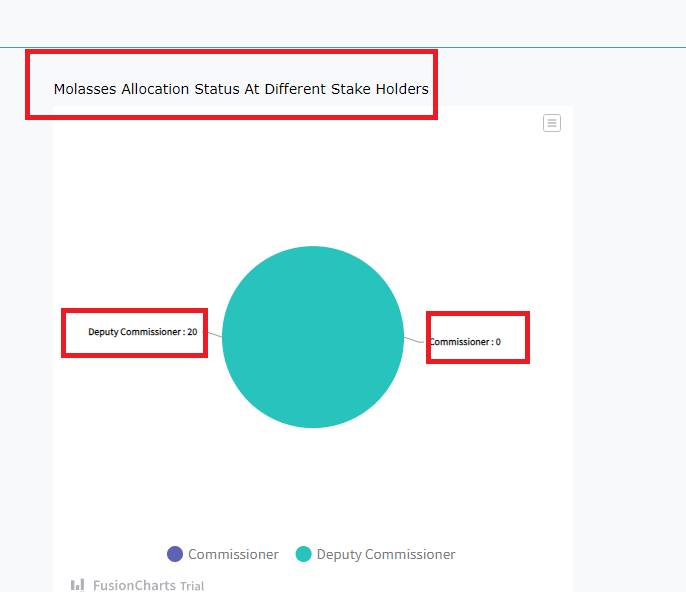 Molasses Allocation Status At Different Stake Holders
Deputy Commissioner : 20
Commissioner : 0
Commissioner
Deputy Commissioner
FusionCharts Trial